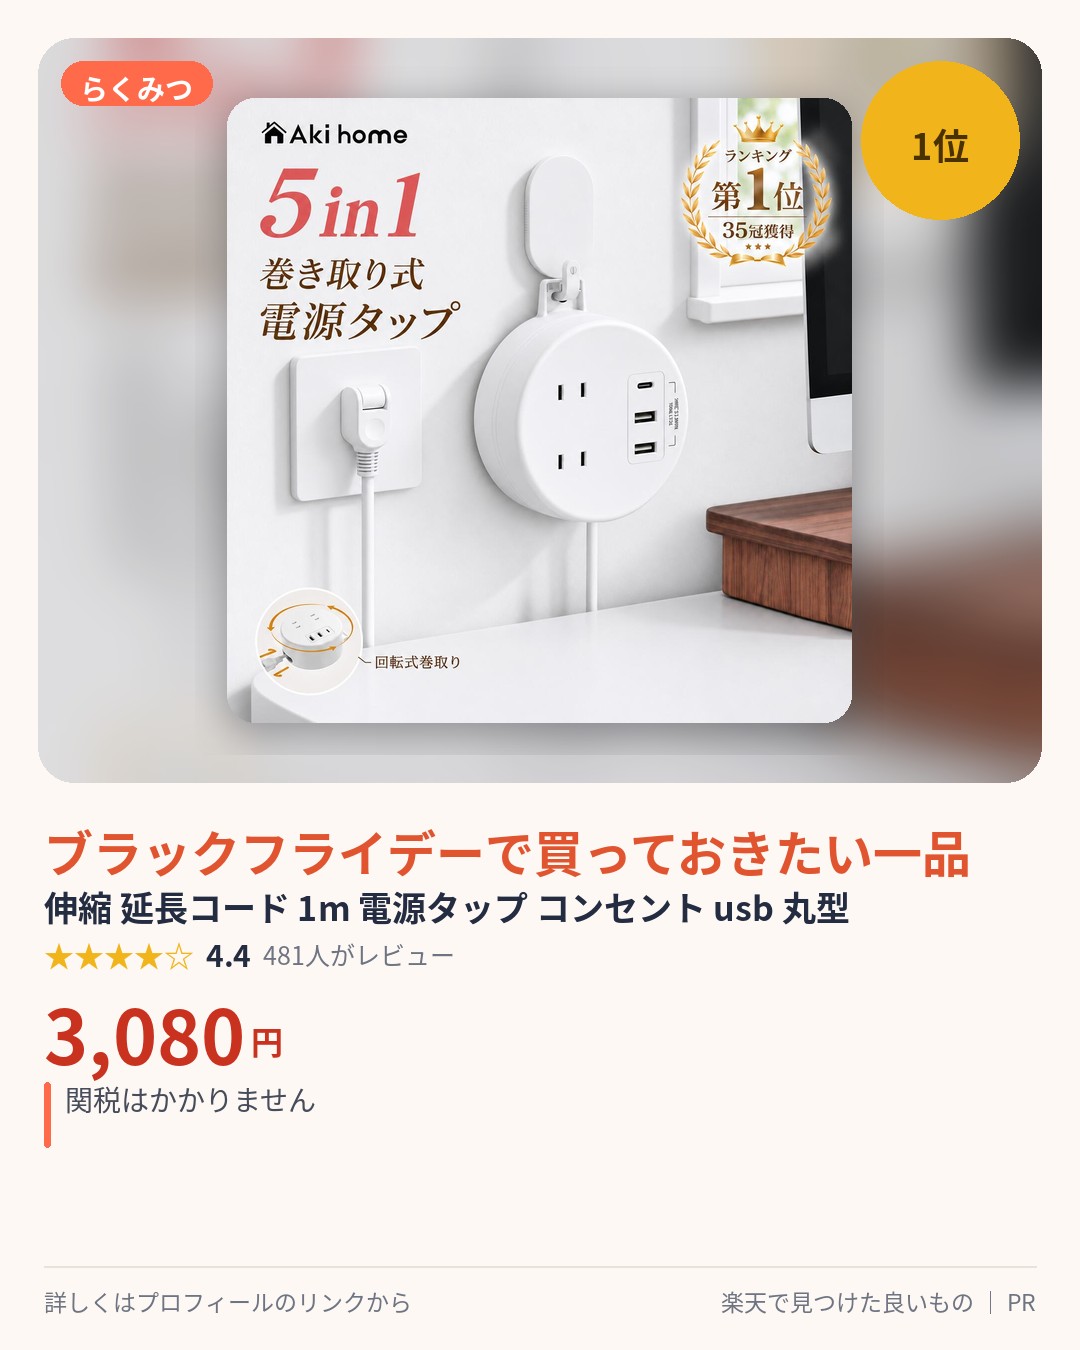 らくみつ
1位
Aki home
5in1
巻き取り式
電源タップ
ランキング
第1位
35冠獲得
回転式巻取り
ブラックフライデーで買っておきたい一品
伸縮 延長コード 1m 電源タップ コンセント usb 丸型
★★★★☆ 4.4 481人がレビュー
3,080円
関税はかかりません
詳しくはプロフィールのリンクから
楽天で見つけた良いもの | PR